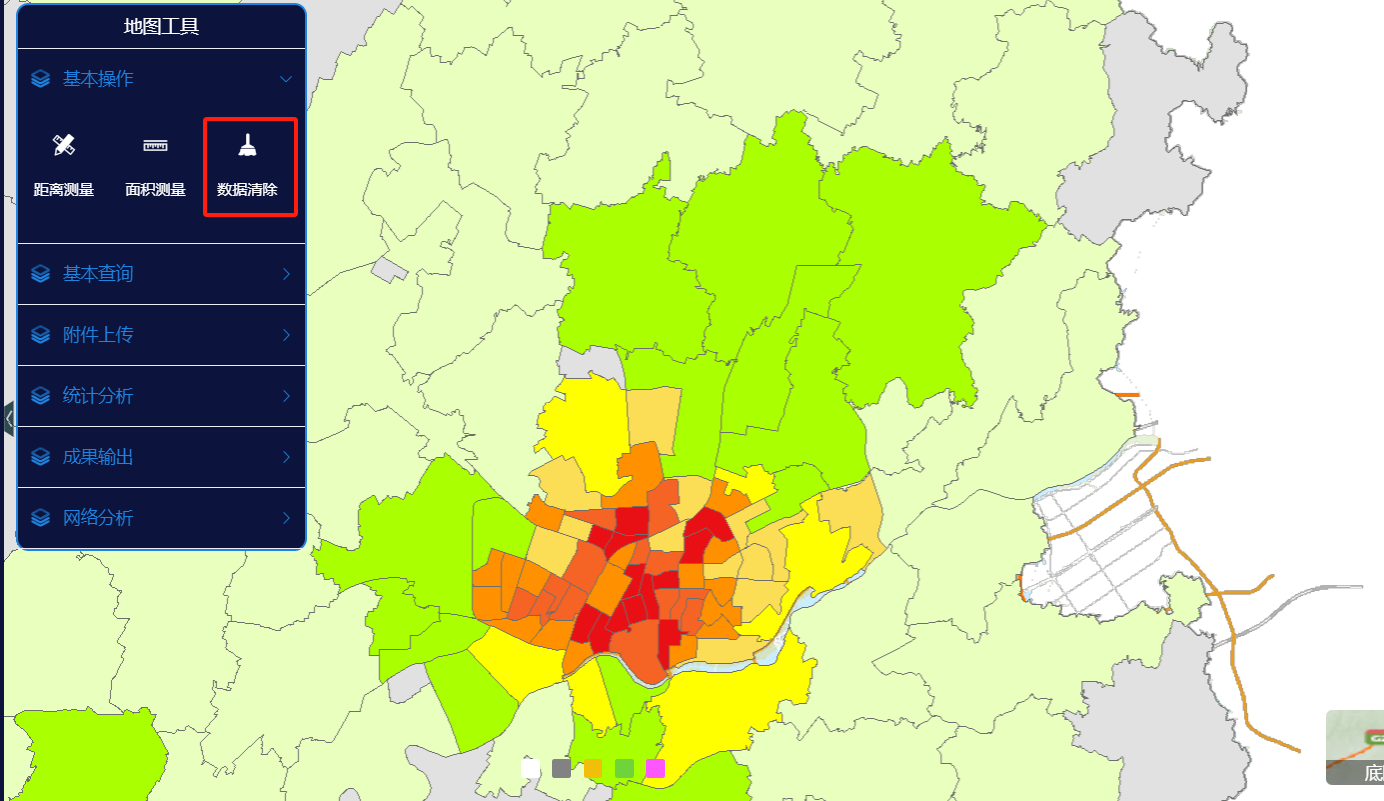 地图工具
基本操作
距离测量 面积测量 数据清除
基本查询
附件上传
统计分析
成果输出
网络分析
底